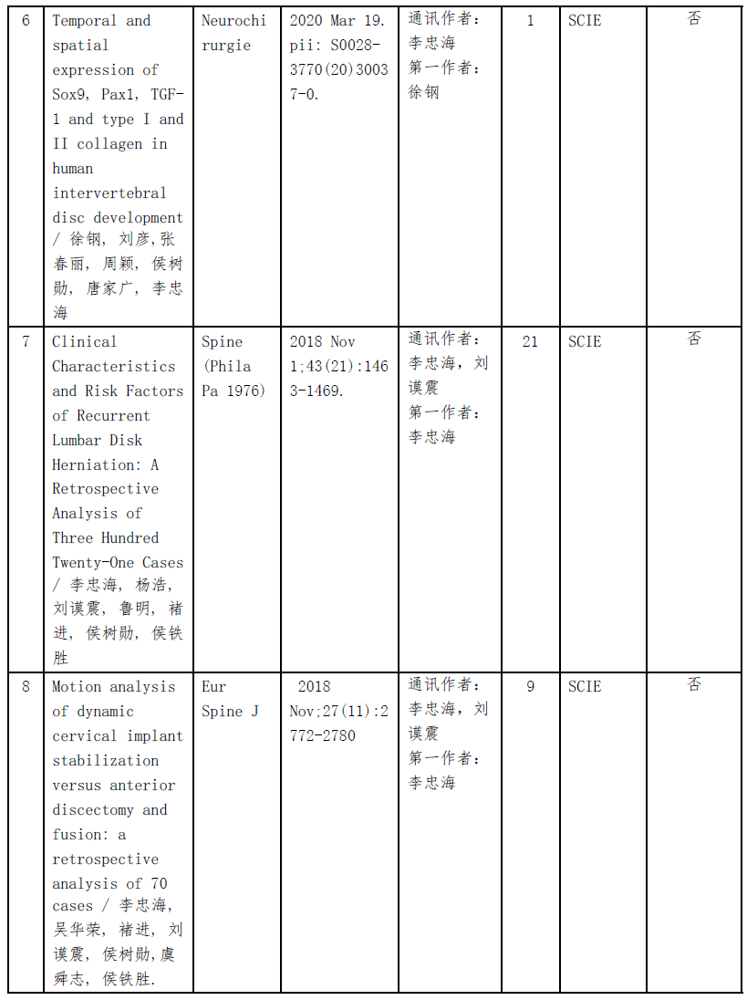 6
Temporal and
spatial
expression of
Sox9, Pax1, TGF-
1 and type I and
II collagen in
human
intervertebral
disc development
/ 徐钢, 刘彦,张
春丽, 周颖, 侯树
勋, 唐家广, 李忠
海
Neurochi
rurgie
2020 Mar 19.
pii: S0028-
3770(20)3003
7-0.
通讯作者:
李忠海
第一作者:
徐钢
1
SCIE
否
7
Clinical
Characteristics
and Risk Factors
of Recurrent
Lumbar Disk
Herniation: A
Retrospective
Analysis of
Three Hundred
Twenty-One Cases
/ 李忠海, 杨浩,
刘谟震, 鲁明, 褚
进, 侯树勋, 侯铁
胜
Spine
(Phila
Pa 1976)
2018 Nov
1;43(21):146
3-1469.
通讯作者:
李忠海, 刘
谟震
第一作者:
李忠海
21
SCIE
否
8
Motion analysis
of dynamic
cervical implant
stabilization
versus anterior
discectomy and
fusion: a
retrospective
analysis of 70
cases / 李忠海,
吴华荣, 褚进, 刘
谟震, 侯树勋,虞
舜志, 侯铁胜.
Eur
Spine J
2018
Nov;27(11):2
772-2780
通讯作者:
李忠海, 刘
谟震
第一作者:
李忠海
9
SCIE
否